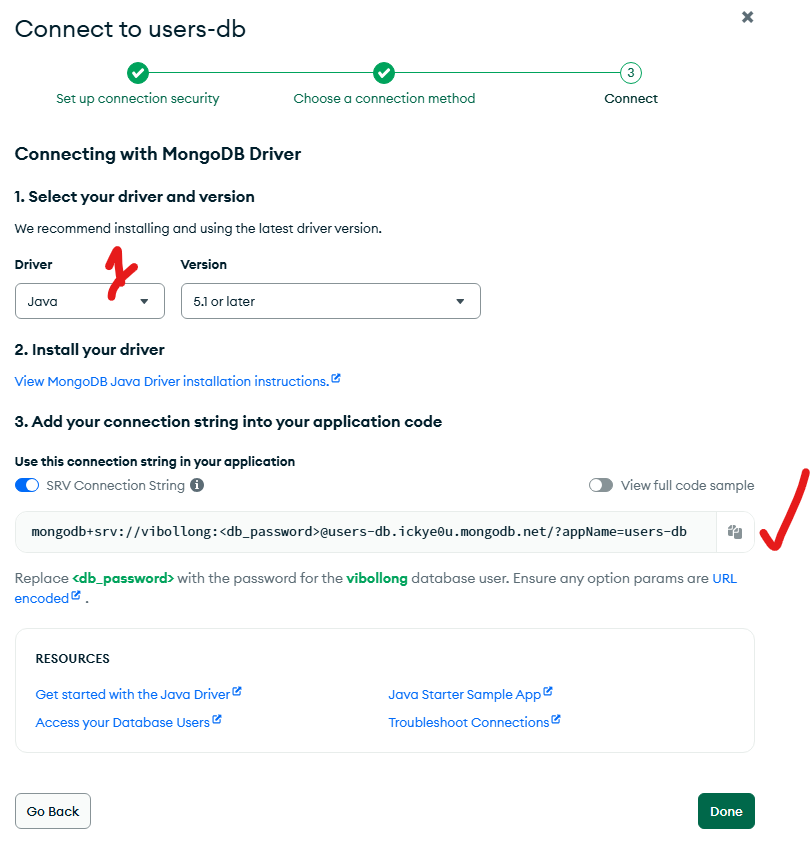 Connect to users-db
3
Set up connection security
Choose a connection method
Connect
Connecting with MongoDB Driver
1. Select your driver and version
We recommend installing and using the latest driver version.
Driver
Version
Java
5.1 or later
2. Install your driver
View MongoDB Java Driver installation instructions.
3. Add your connection string into your application code
Use this connection string in your application
SRV Connection String
View full code sample
mongodb+srv://vibollong:<db_password>@users-db.ickye0u.mongodb.net/?appName=users-db
Replace <db_password> with the password for the vibollong database user. Ensure any option params are URL
encoded .
RESOURCES
Get started with the Java Driver
Java Starter Sample App
Access your Database Users
Troubleshoot Connections
Go Back
Done